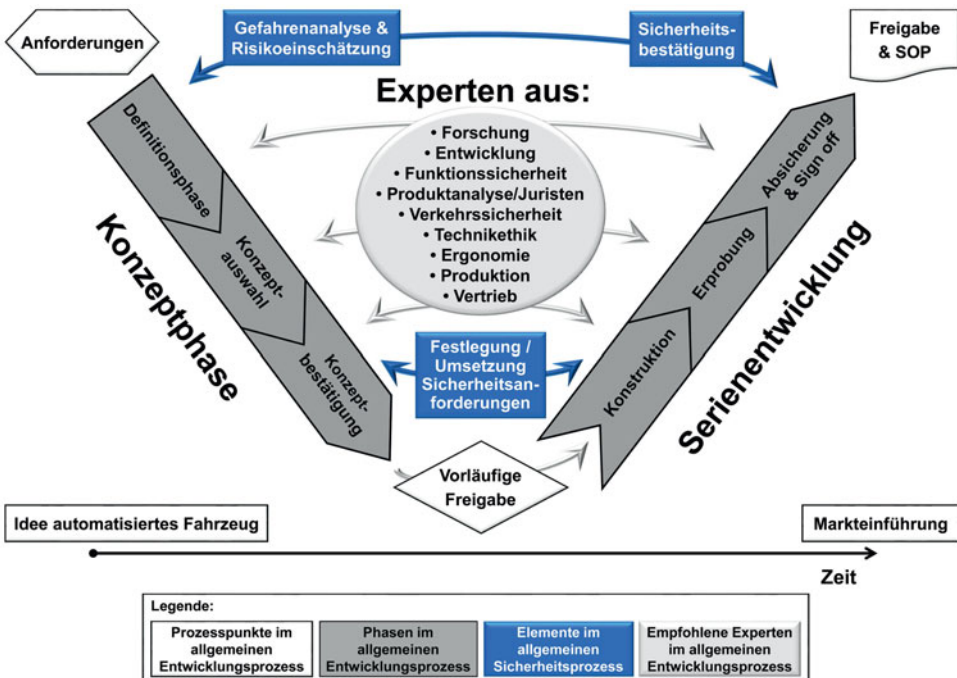 Anforderungen
Gefahrenanalyse &
Risikoeinschätzung
Sicherheits-
bestätigung
Freigabe
& SOP
Experten aus:
• Forschung
• Entwicklung
• Funktionssicherheit
• Produktanalyse/Juristen
• Verkehrssicherheit
• Technikethik
• Ergonomie
• Produktion
• Vertrieb
Definitionsphase
Konzept-
auswahl
Konzept-
bestätigung
Konzeptphase
Festlegung /
Umsetzung
Sicherheitsan-
forderungen
Konstruktion
Erprobung
Absicherung
& Sign off
Serienentwicklung
Vorläufige
Freigabe
Idee automatisiertes Fahrzeug
Markteinführung
Zeit
Legende:
Prozesspunkte im
allgemeinen
Entwicklungsprozess
Phasen im
allgemeinen
Entwicklungsprozess
Elemente im
allgemeinen
Sicherheitsprozess
Empfohlene Experten
im allgemeinen
Entwicklungsprozess